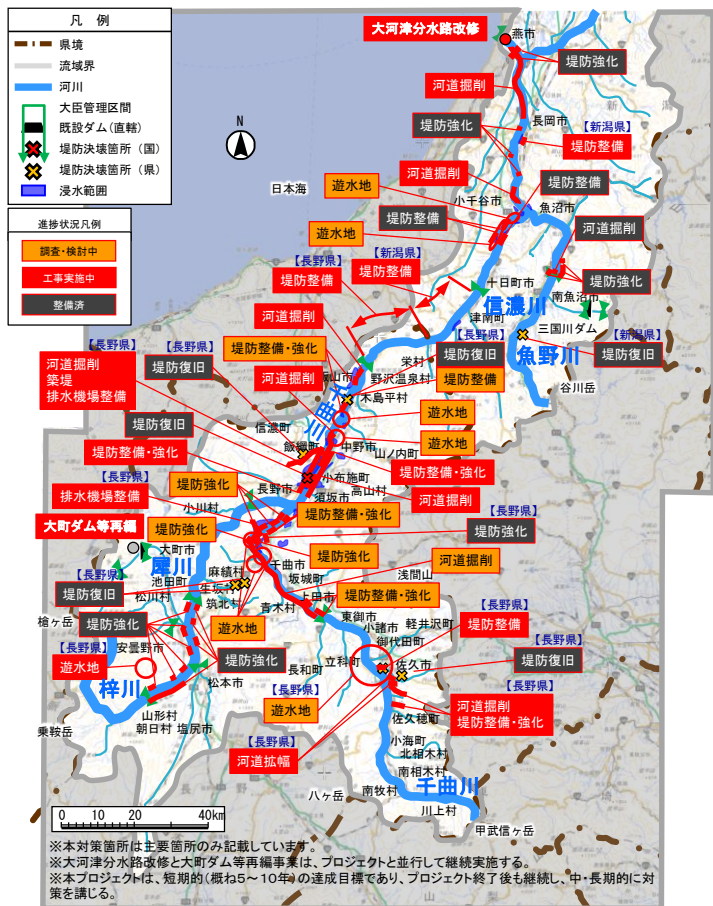 凡 例
県境
流域界
河川
大臣管理区間
既設ダム(直轄)
堤防決壊箇所（国）
堤防決壊箇所（県）
浸水範囲
進捗状況凡例
調査・検討中
工事実施中
整備済
N
日本海
大河津分水路改修
燕市
堤防強化
河道掘削
長岡市
堤防強化
【新潟県】
堤防整備
河道掘削
遊水地
小千谷市
堤防整備
魚沼市
堤防整備
遊水地
河道掘削
【長野県】
堤防整備
【新潟県】
堤防整備
十日町市
堤防強化
信濃川
南魚沼市
津南町
三国川ダム
河道掘削
【長野県】
堤防復旧
【新潟県】
堤防復旧
魚野川
【長野県】
河道掘削
築堤
排水機場整備
【長野県】
堤防復旧
堤防整備・強化
栄村
堤防整備
野沢温泉村
谷川岳
河道掘削
飯山市
木島平村
千曲川
遊水地
堤防復旧
信濃町
遊水地
中野市
飯綱町
山ノ内町
堤防整備・強化
堤防整備・強化
小布施町
高山村
河道掘削
【長野県】
排水機場整備
堤防強化
長野市
須坂市
小川村
堤防整備・強化
【長野県】
堤防強化
大町ダム等再編
堤防強化
堤防強化
大町市
犀川
千曲市
河道掘削
麻績村
坂城町
浅間山
【長野県】
堤防復旧
池田町
生坂村
松川村
筑北村
青木村
上田市
堤防整備・強化
東御市
【長野県】
堤防整備
小諸市
軽井沢町
御代田町
槍ヶ岳
堤防強化
遊水地
安曇野市
【長野県】
遊水地
堤防強化
立科町
長和町
佐久市
【長野県】
堤防復旧
梓川
松本市
【長野県】
遊水地
【長野県】
河道掘削
堤防整備・強化
佐久穂町
乗鞍岳
山形村
朝日村
塩尻市
【長野県】
河道拡幅
小海町
北相木村
南相木村
千曲川
八ヶ岳
南牧村
川上村
甲武信ヶ岳
0 10 20 40km
※本対策箇所は主要箇所のみ記載しています。
※大河津分水路改修と大町ダム等再編事業は、プロジェクトと並行して継続実施する。
※本プロジェクトは、短期的（概ね5～10年）の達成目標であり、プロジェクト終了後も継続し、中・長期的に対
策を講じる。